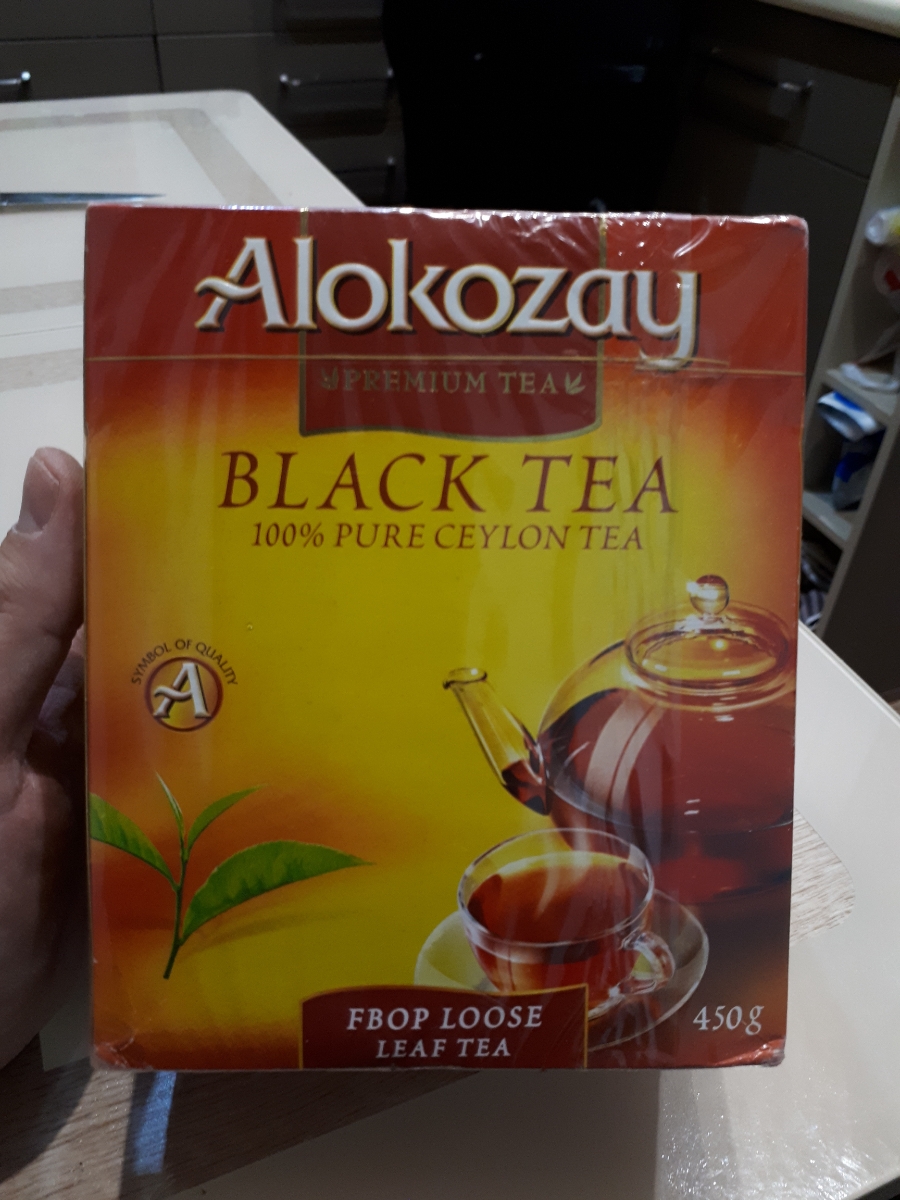 Alokozay
PREMIUM TEA
BLACK TEA
100% PURE CEYLON TEA
SYMBOL OF QUALITY
A
FBOP LOOSE
LEAF TEA
450g